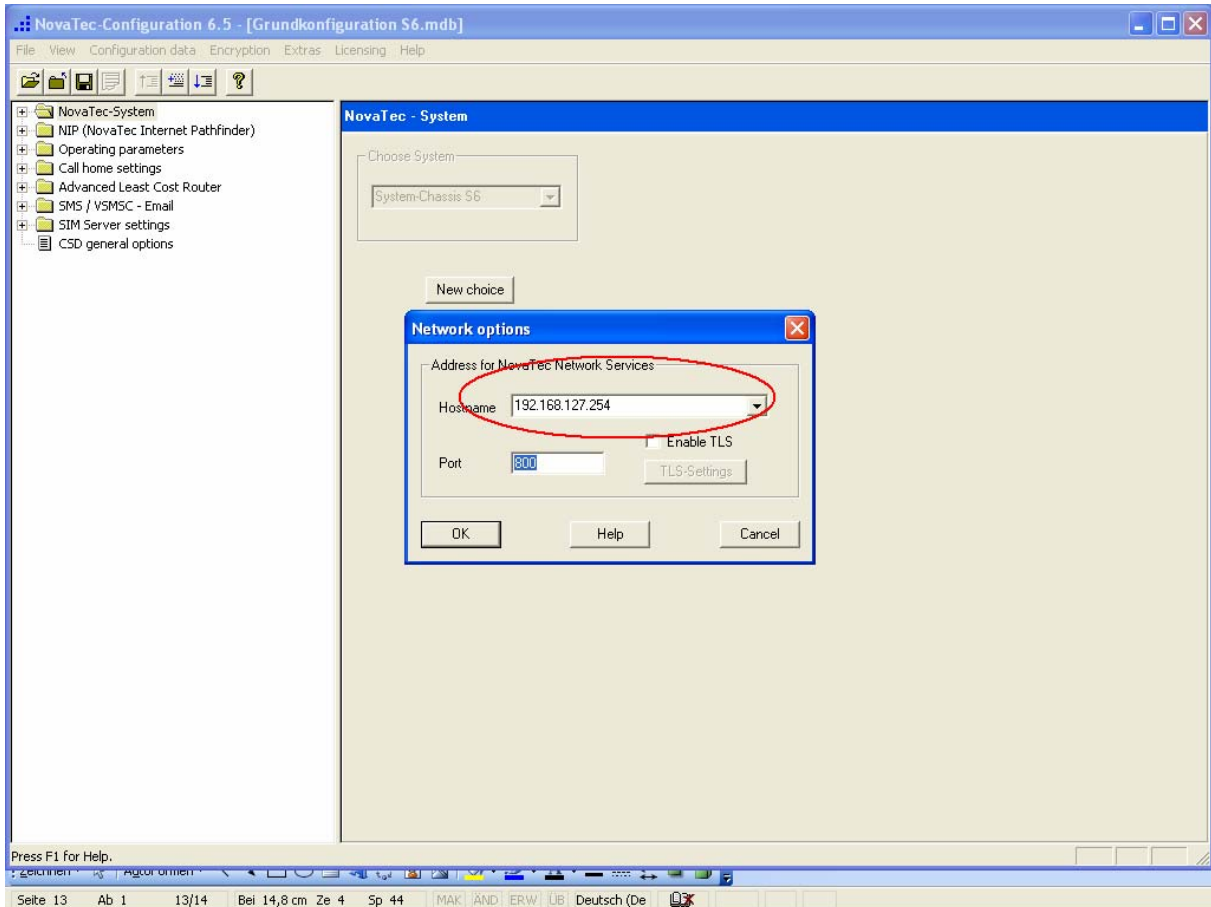 NovaTec-Configuration 6.5 - [Grundkonfiguration S6.mdb]
File View Configuration data Encryption Extras Licensing Help
NovaTec-System
NIP (NovaTec Internet Pathfinder)
Operating parameters
Call home settings
Advanced Least Cost Router
SMS / VSMSC - Email
SIM Server settings
CSD general options
NovaTec - System
Choose System
System-Chassis S6
New choice
Network options
Address for NovaTec Network Services
Hostname 192.168.127.254
Enable TLS
Port 800
TLS-Settings
OK Help Cancel
Press F1 for Help.
Zeichnen AutoFormen
Seite 13 Ab 1 13/14 Bei 14,8 cm Ze 4 Sp 44 MAK ÄND ERW ÜB Deutsch (De